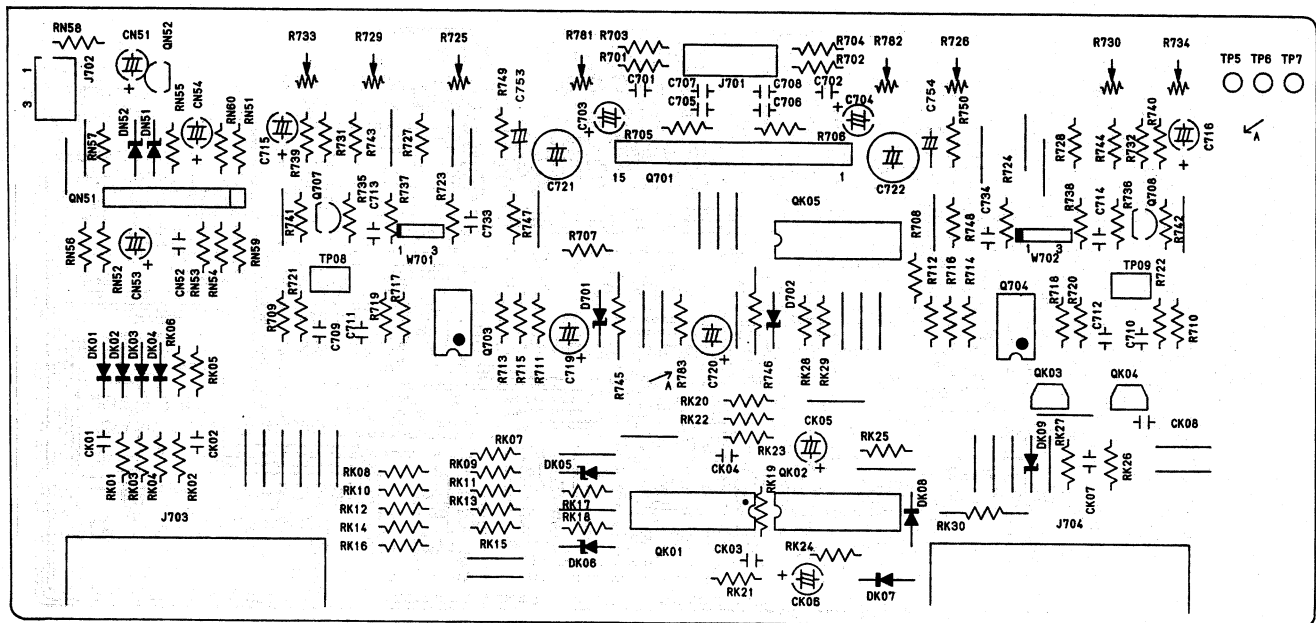 RN58
CN51
QN52
R733
R729
R725
R781
R703
R704
R782
R726
R730
R734
TP5 TP6 TP7
R701
R702
1
J702
3
RN55
CN54
RN60
RN51
R749
C753
C701
C707
J701
C708
C702
C754
R750
R740
DN52
DN51
RN57
C715
R739
R731
R743
R727
C703
C705
C706
C704
R705
R706
R724
R728
R744
R732
C716
A
C721
15
Q701
1
C722
QN51
Q707
R735
C713
R737
R723
QK05
R708
C734
R738
C714
R736
Q708
R741
C733
R747
R748
R742
RN56
RN52
CN53
CN52
RN53
RN54
RN59
1
3
W701
R707
1
3
W702
TP08
R712
R716
R714
TP09
R721
R709
R719
R717
D701
D702
Q704
R718
R720
R722
C709
C711
C712
C710
R710
DK01
DK02
DK03
DK04
RK06
RK05
Q703
R713
R715
R711
C719
R745
A
R783
C720
R746
RK28
RK29
QK03
QK04
RK20
RK22
CK05
CK01
CK02
RK07
RK23
RK25
DK09
RK27
CK08
RK01
RK03
RK04
RK02
RK08
RK09
DK05
CK04
QK02
RK19
CK07
RK26
RK10
RK11
RK17
DK08
J703
RK12
RK13
RK18
RK30
J704
RK14
RK16
RK15
DK06
QK01
CK03
RK24
RK21
CK06
DK07